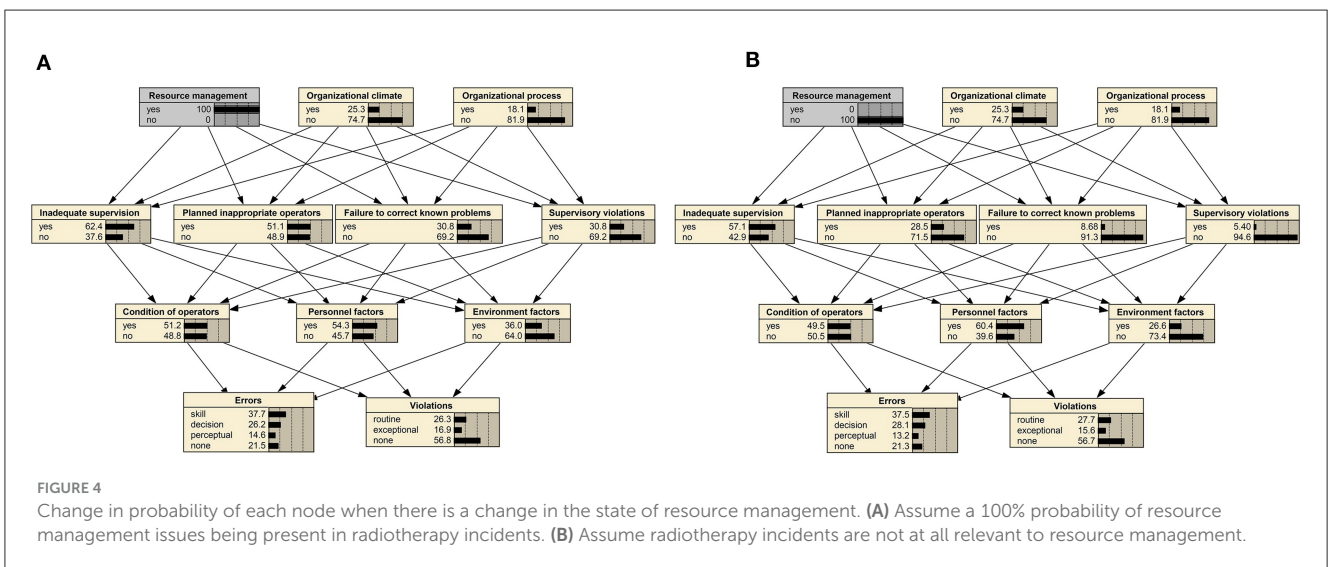 A
Resource management
yes 100
no 0
Organizational climate
yes 25.3
no 74.7
Organizational process
yes 18.1
no 81.9
Inadequate supervision
yes 62.4
no 37.6
Planned inappropriate operators
yes 51.1
no 48.9
Failure to correct known problems
yes 30.8
no 69.2
Supervisory violations
yes 30.8
no 69.2
Condition of operators
yes 51.2
no 48.8
Personnel factors
yes 54.3
no 45.7
Environment factors
yes 36.0
no 64.0
Errors
skill 37.7
decision 26.2
perceptual 14.6
none 21.5
Violations
routine 26.3
exceptional 16.9
none 56.8
B
Resource management
yes 0
no 100
Organizational climate
yes 25.3
no 74.7
Organizational process
yes 18.1
no 81.9
Inadequate supervision
yes 57.1
no 42.9
Planned inappropriate operators
yes 28.5
no 71.5
Failure to correct known problems
yes 8.68
no 91.3
Supervisory violations
yes 5.40
no 94.6
Condition of operators
yes 49.5
no 50.5
Personnel factors
yes 60.4
no 39.6
Environment factors
yes 26.6
no 73.4
Errors
skill 37.5
decision 28.1
perceptual 13.2
none 21.3
Violations
routine 27.7
exceptional 15.6
none 56.7
FIGURE 4
Change in probability of each node when there is a change in the state of resource management. (A) Assume a 100% probability of resource
management issues being present in radiotherapy incidents. (B) Assume radiotherapy incidents are not at all relevant to resource management.